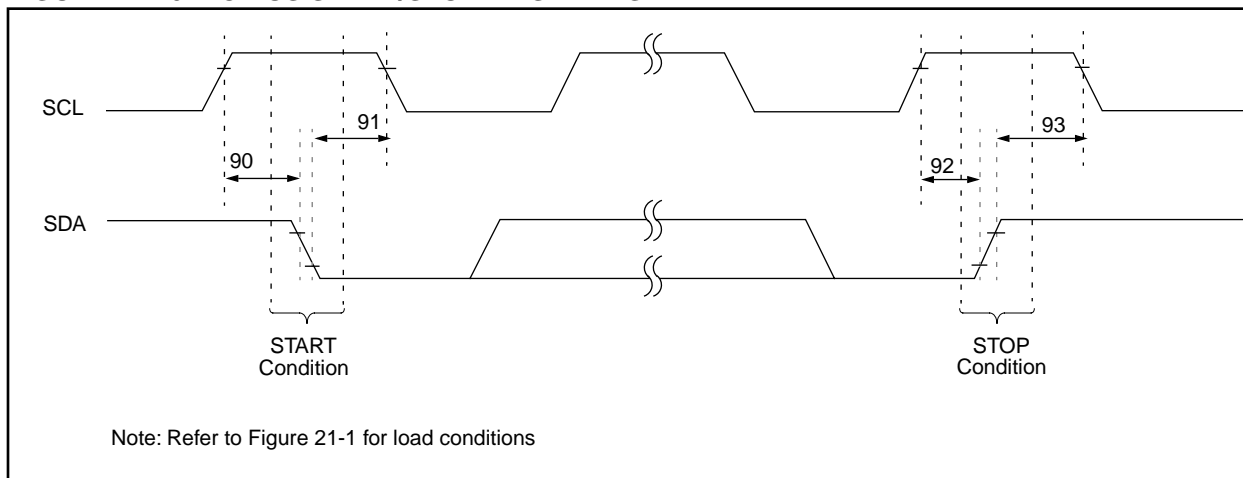 SCL
91
93
90
92
SDA
START
Condition
STOP
Condition
Note: Refer to Figure 21-1 for load conditions